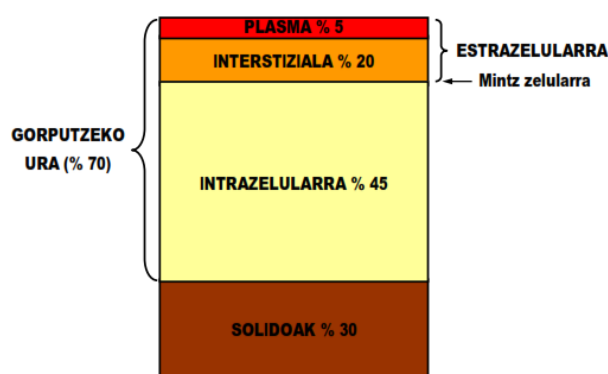 PLASMA % 5
INTERSTIZIALA % 20
ESTRAZELULARRA
Mintz zelularra
GORPUTZEKO
URA (% 70)
INTRAZELULARRA % 45
SOLIDOAK % 30